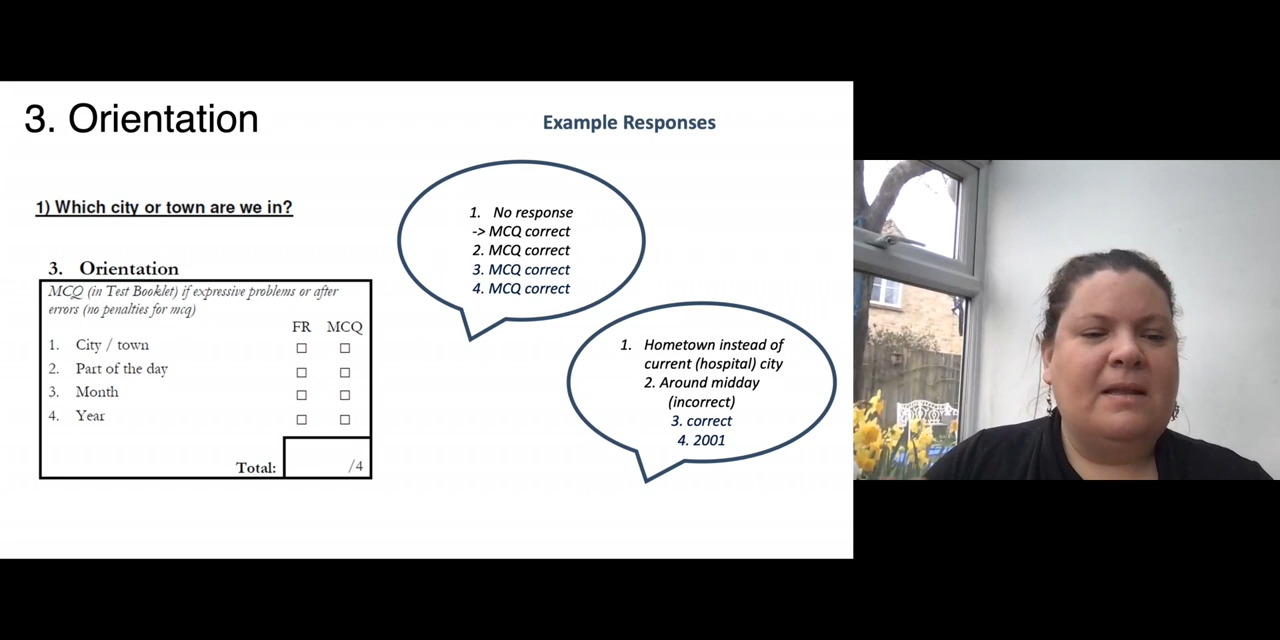 3. Orientation
Example Responses
1) Which city or town are we in?
3. Orientation
MCQ (in Test Booklet) if expressive problems or after
errors (no penalties for mcq)
FR MCQ
1. City / town ☐ ☐
2. Part of the day ☐ ☐
3. Month ☐ ☐
4. Year ☐ ☐
Total: /4
1. No response
-> MCQ correct
2. MCQ correct
3. MCQ correct
4. MCQ correct
1. Hometown instead of
current (hospital) city
2. Around midday
(incorrect)
3. correct
4. 2001